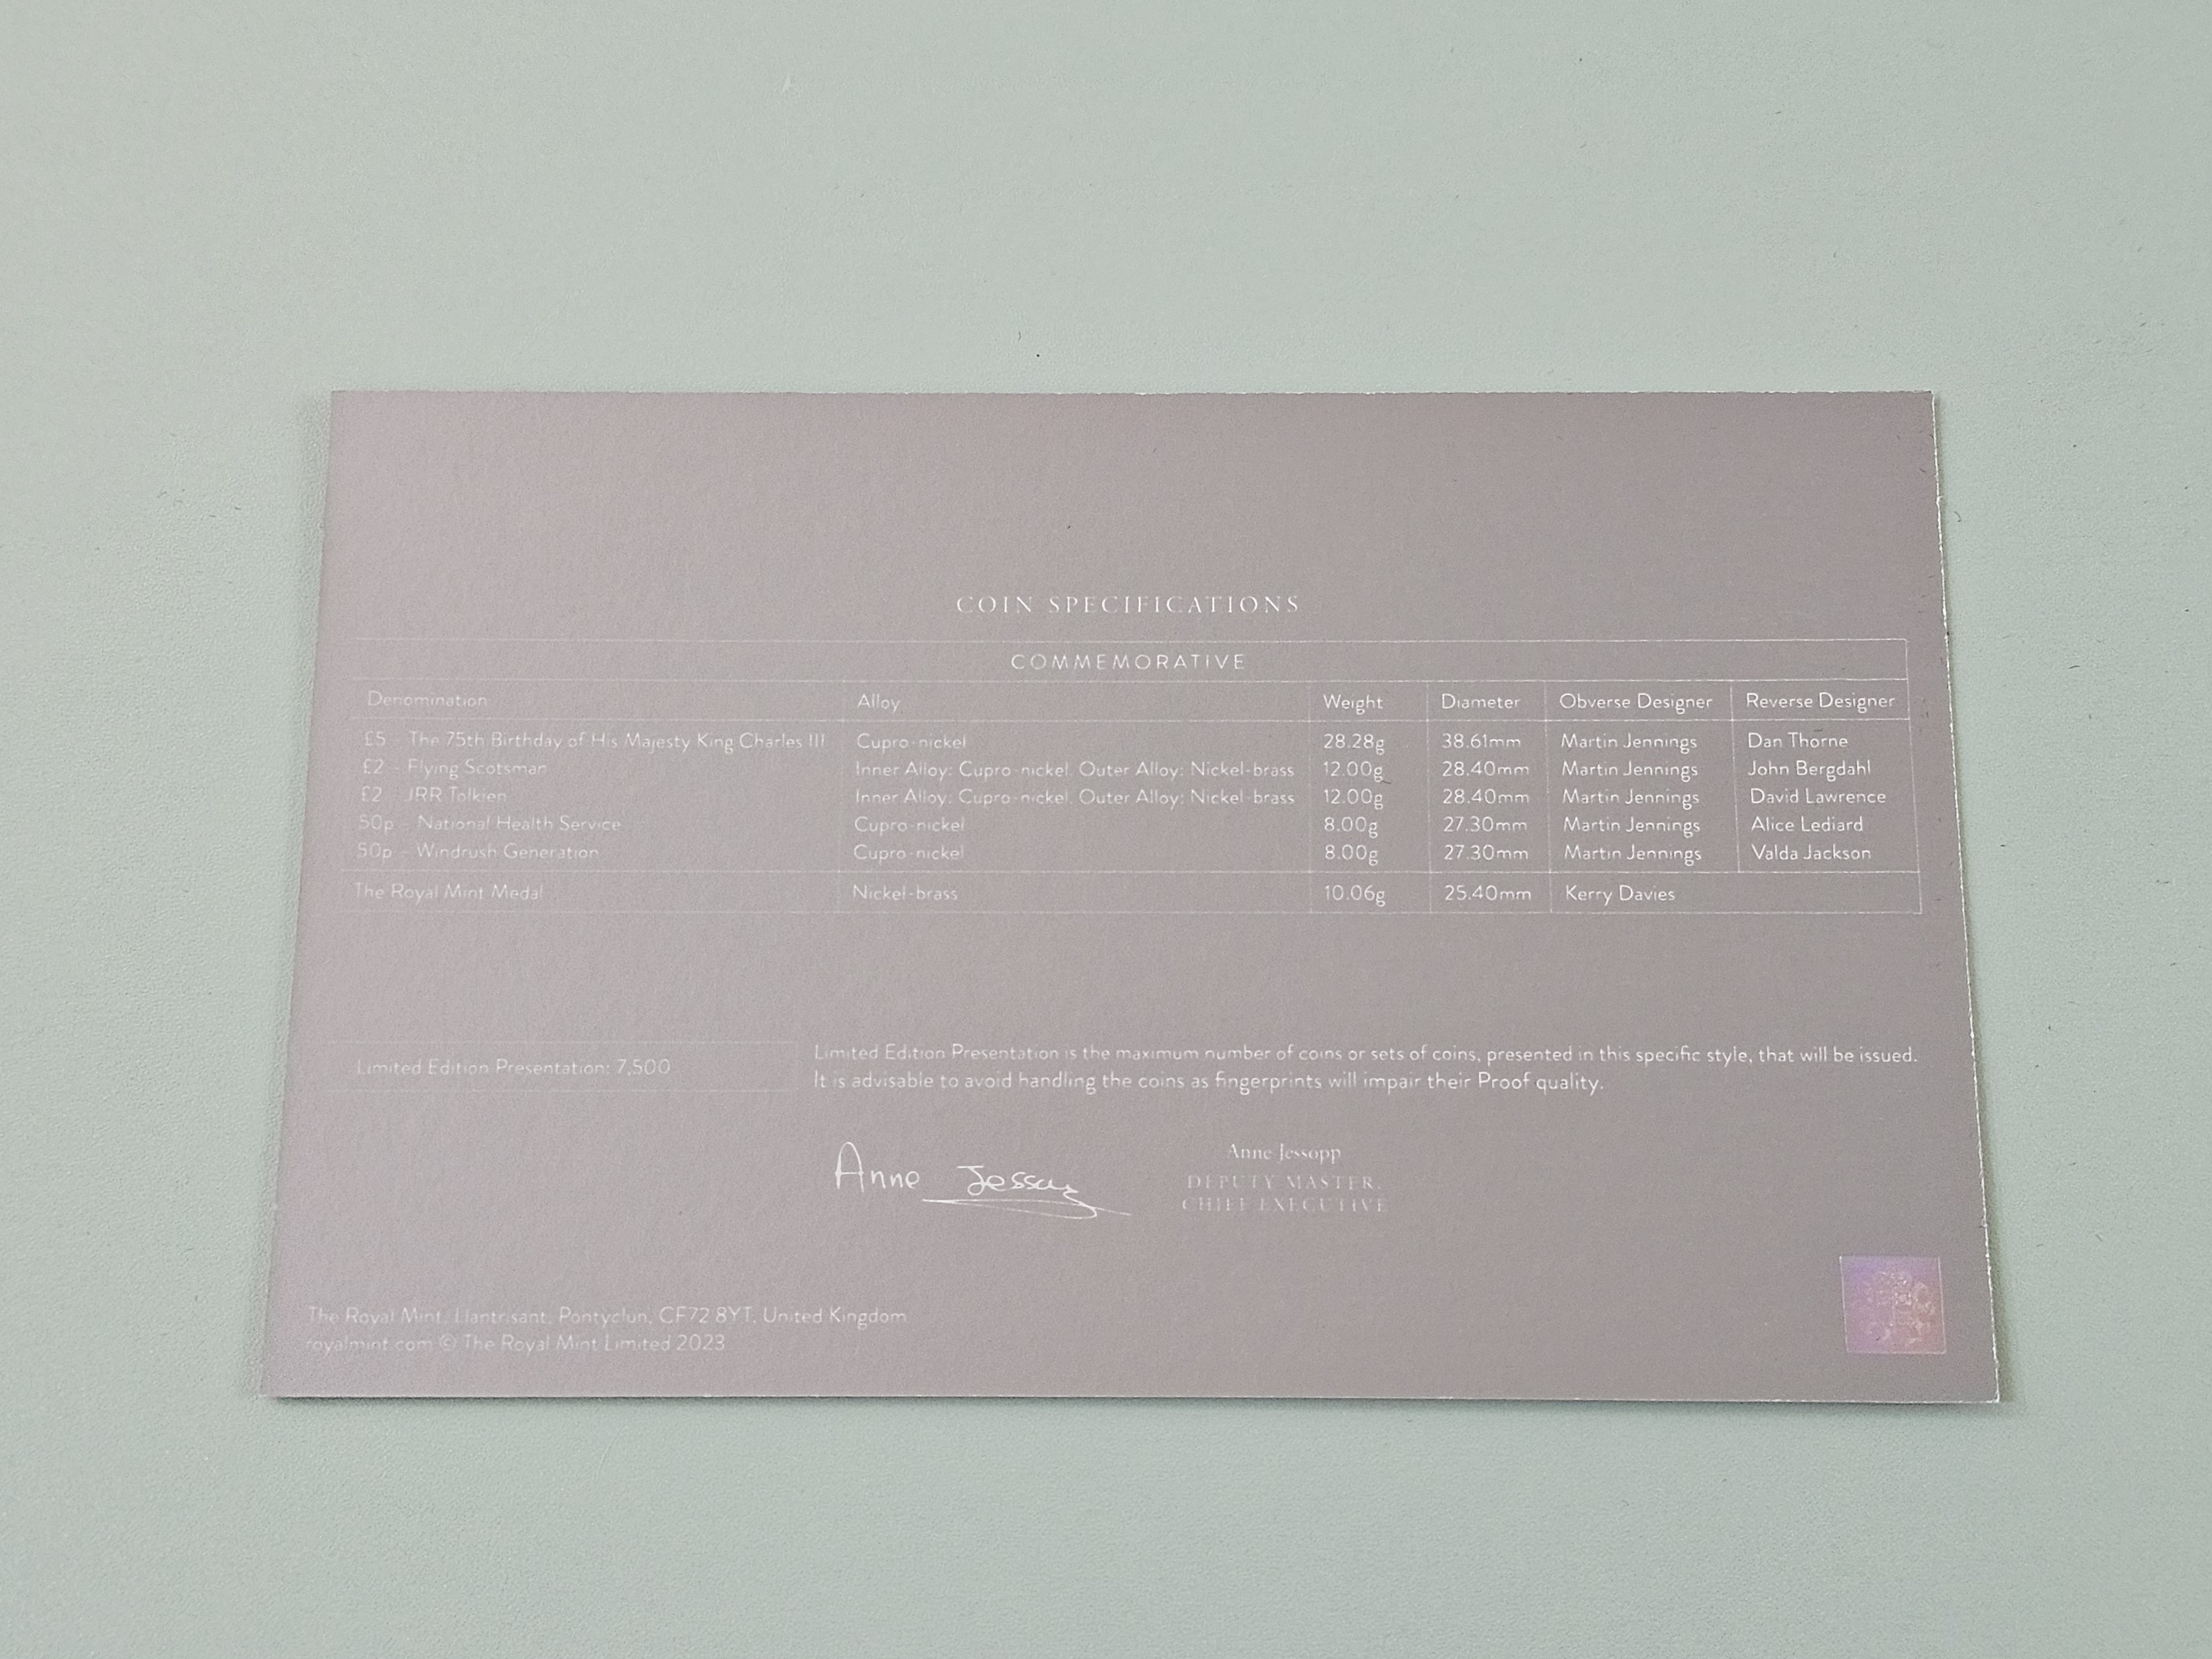 COIN SPECIFICATIONS
COMMEMORATIVE
Denomination Alloy Weight Diameter Obverse Designer Reverse Designer
£5 - The 75th Birthday of His Majesty King Charles III Cupro-nickel 28.28g 38.61mm Martin Jennings Dan Thorne
£2 - Flying Scotsman Inner Alloy: Cupro-nickel. Outer Alloy: Nickel-brass 12.00g 28.40mm Martin Jennings John Bergdahl
£2 - JRR Tolkien Inner Alloy: Cupro-nickel. Outer Alloy: Nickel-brass 12.00g 28.40mm Martin Jennings David Lawrence
50p - National Health Service Cupro-nickel 8.00g 27.30mm Martin Jennings Alice Lediard
50p - Windrush Generation Cupro-nickel 8.00g 27.30mm Martin Jennings Valda Jackson
The Royal Mint Medal Nickel-brass 10.06g 25.40mm Kerry Davies
Limited Edition Presentation: 7,500
Limited Edition Presentation is the maximum number of coins or sets of coins, presented in this specific style, that will be issued.
It is advisable to avoid handling the coins as fingerprints will impair their Proof quality.
Anne Jessopp
Anne Jessopp
DEPUTY MASTER,
CHIEF EXECUTIVE
The Royal Mint, Llantrisant, Pontyclun, CF72 8YT, United Kingdom
royalmint.com © The Royal Mint Limited 2023